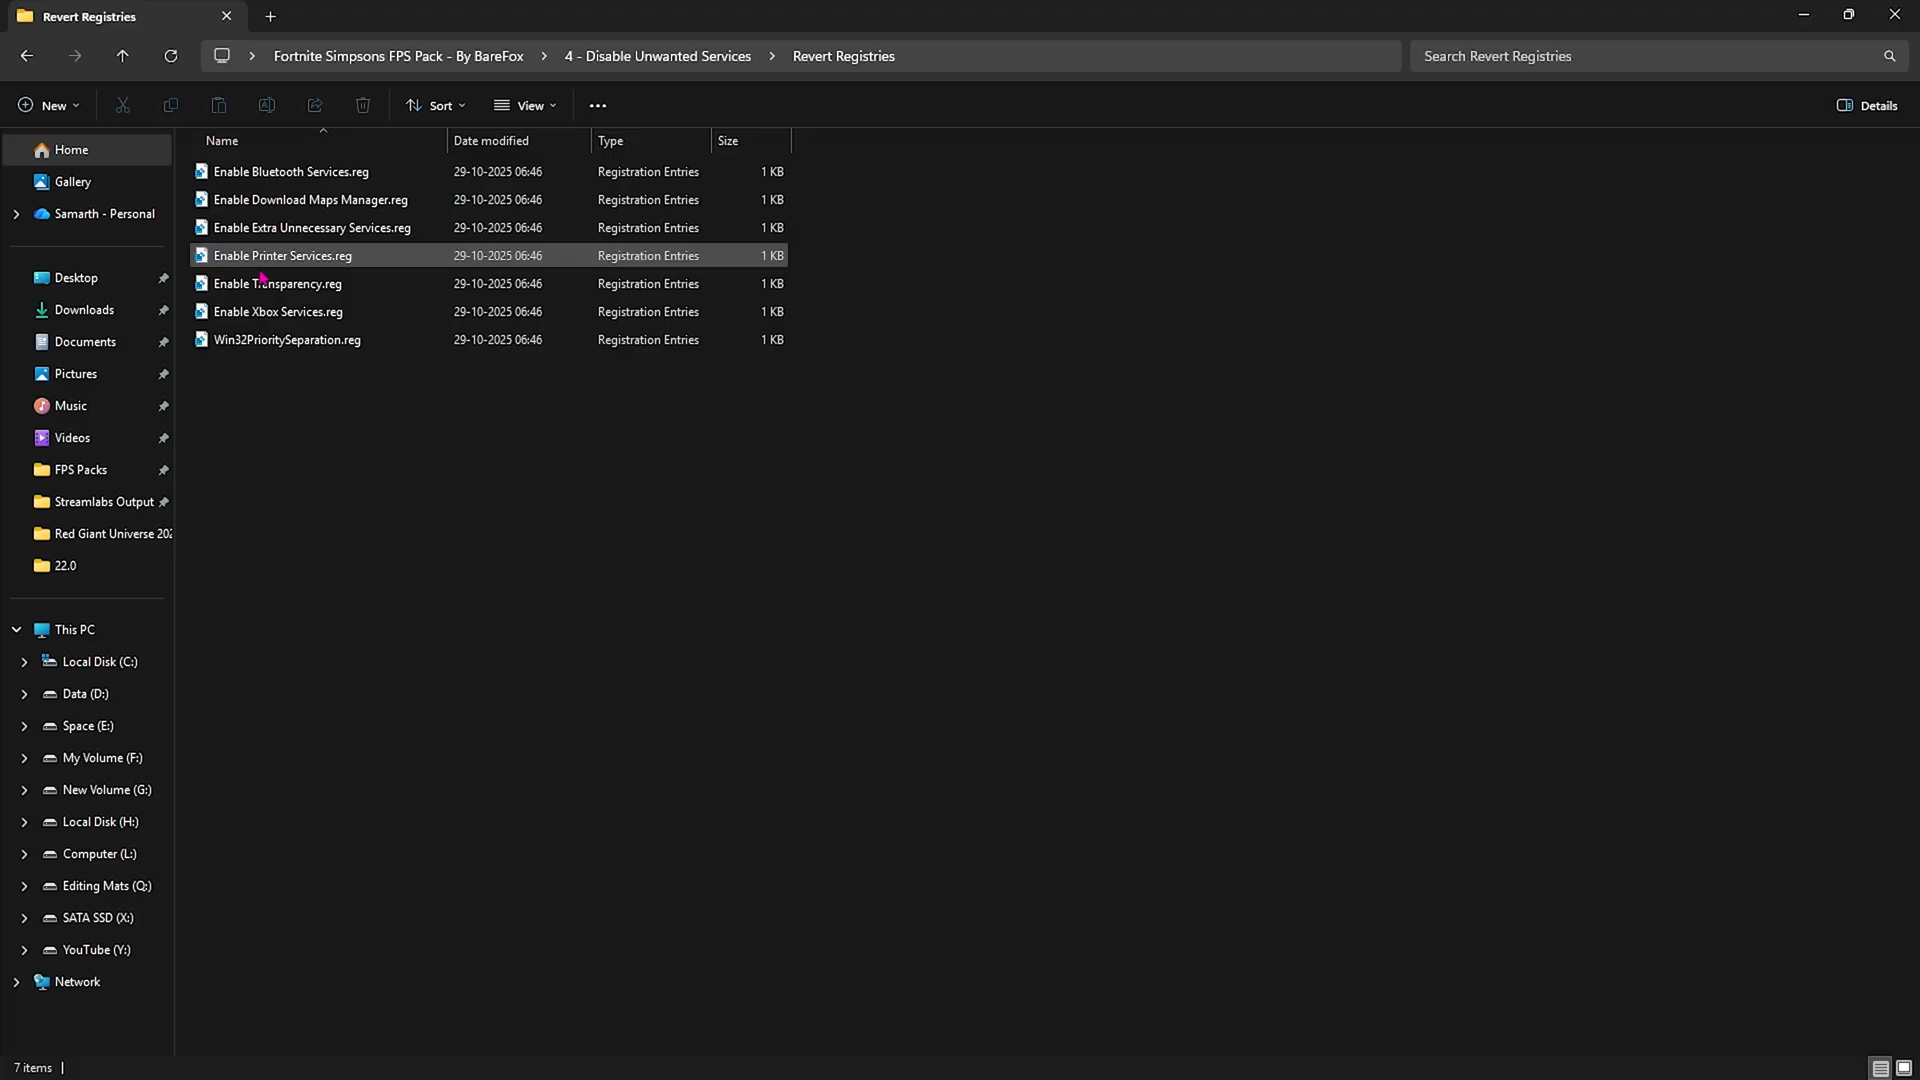 Revert Registries
Fortnite Simpsons FPS Pack - By BareFox > 4 - Disable Unwanted Services > Revert Registries
Search Revert Registries
New
Sort
View
Details
Name Date modified Type Size
Home
Gallery
Samarth - Personal
Desktop
Downloads
Documents
Pictures
Music
Videos
FPS Packs
Streamlabs Output
Red Giant Universe 202
22.0
This PC
Local Disk (C:)
Data (D:)
Space (E:)
My Volume (F:)
New Volume (G:)
Local Disk (H:)
Computer (L:)
Editing Mats (Q:)
SATA SSD (X:)
YouTube (Y:)
Network
Enable Bluetooth Services.reg 29-10-2025 06:46 Registration Entries 1 KB
Enable Download Maps Manager.reg 29-10-2025 06:46 Registration Entries 1 KB
Enable Extra Unnecessary Services.reg 29-10-2025 06:46 Registration Entries 1 KB
Enable Printer Services.reg 29-10-2025 06:46 Registration Entries 1 KB
Enable Transparency.reg 29-10-2025 06:46 Registration Entries 1 KB
Enable Xbox Services.reg 29-10-2025 06:46 Registration Entries 1 KB
Win32PrioritySeparation.reg 29-10-2025 06:46 Registration Entries 1 KB
7 items